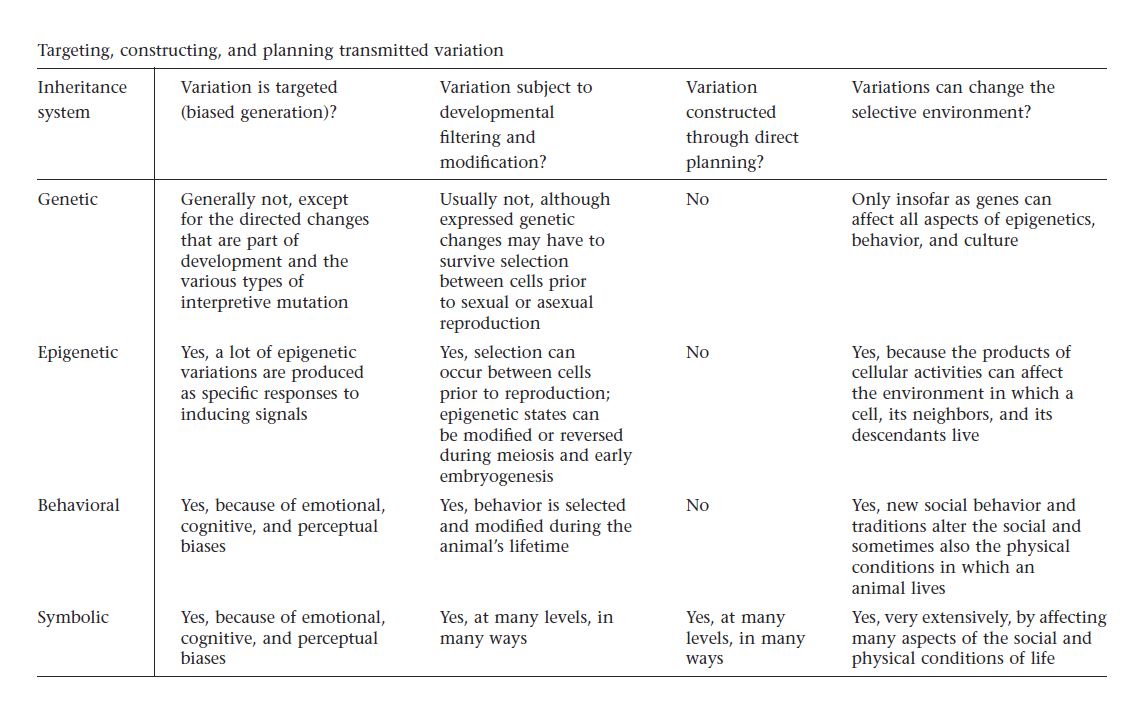 Targeting, constructing, and planning transmitted variation
Inheritance system
Variation is targeted (biased generation)?
Variation subject to developmental filtering and modification?
Variation constructed through direct planning?
Variations can change the selective environment?
Genetic
Generally not, except
for the directed changes
that are part of
development and the
various types of
interpretive mutation
Usually not, although
expressed genetic
changes may have to
survive selection
between cells prior
to sexual or asexual
reproduction
No
Only insofar as genes can
affect all aspects of epigenetics,
behavior, and culture
Epigenetic
Yes, a lot of epigenetic
variations are produced
as specific responses to
inducing signals
Yes, selection can
occur between cells
prior to reproduction;
epigenetic states can
be modified or reversed
during meiosis and early
embryogenesis
No
Yes, because the products of
cellular activities can affect
the environment in which a
cell, its neighbors, and its
descendants live
Behavioral
Yes, because of emotional,
cognitive, and perceptual
biases
Yes, behavior is selected
and modified during the
animal's lifetime
No
Yes, new social behavior and
traditions alter the social and
sometimes also the physical
conditions in which an
animal lives
Symbolic
Yes, because of emotional,
cognitive, and perceptual
biases
Yes, at many levels, in
many ways
Yes, at many
levels, in many
ways
Yes, very extensively, by affecting
many aspects of the social and
physical conditions of life